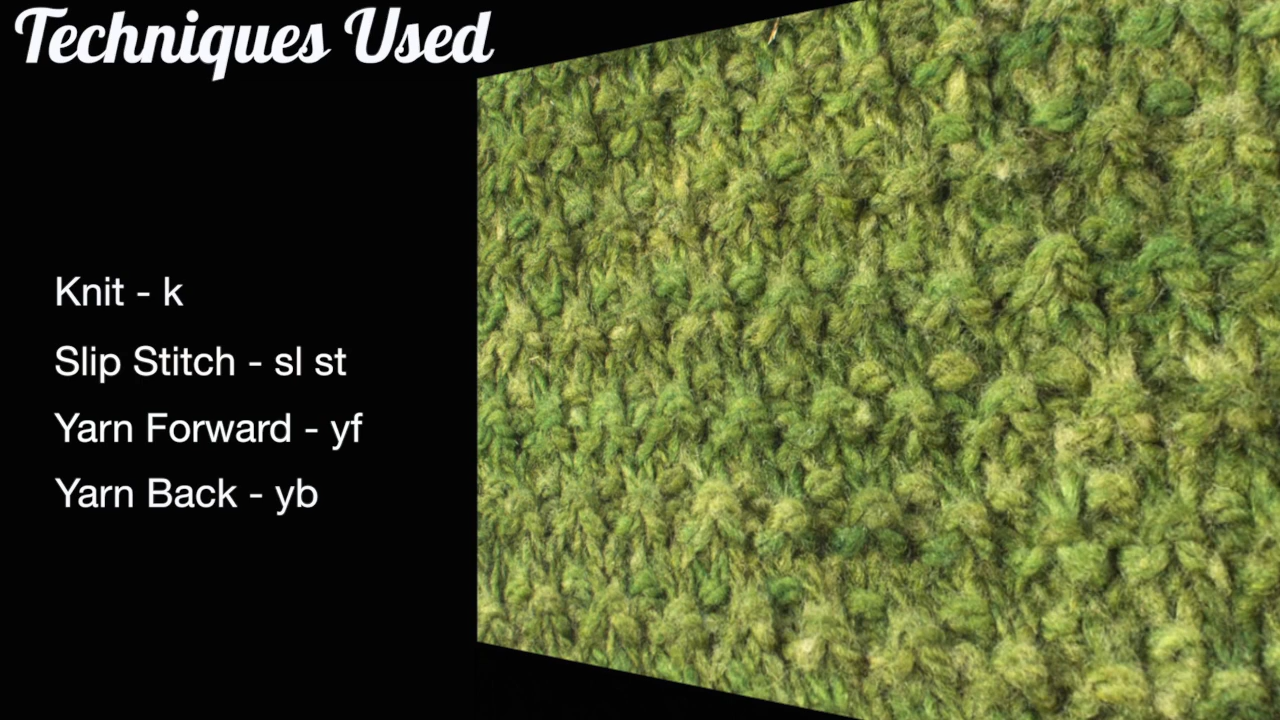 Techniques Used
Knit - k
Slip Stitch - sl st
Yarn Forward - yf
Yarn Back - yb